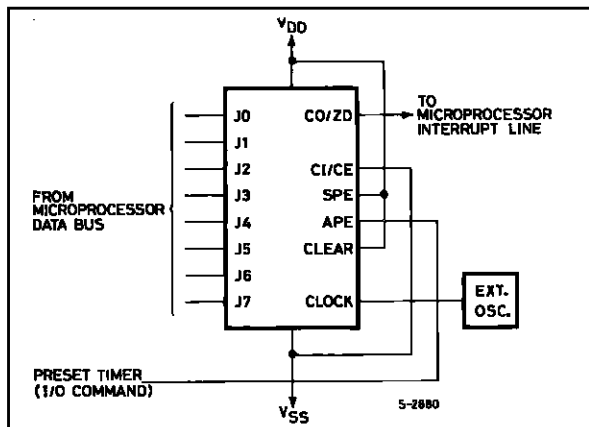 VDD
J0 CO/ZD
TO
MICROPROCESSOR
INTERRUPT LINE
J1
J2 CI/CE
J3 SPE
J4 APE
J5 CLEAR
J6
J7 CLOCK
FROM
MICROPROCESSOR
DATA BUS
EXT.
OSC.
PRESET TIMER
(I/O COMMAND)
VSS
S-2880